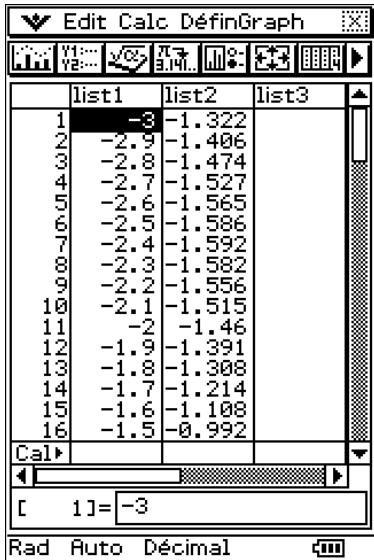 Edit Calc DéfinGraph
list1 list2 list3
1 -3 -1.322
2 -2.9 -1.406
3 -2.8 -1.474
4 -2.7 -1.527
5 -2.6 -1.565
6 -2.5 -1.586
7 -2.4 -1.592
8 -2.3 -1.582
9 -2.2 -1.556
10 -2.1 -1.515
11 -2 -1.46
12 -1.9 -1.391
13 -1.8 -1.308
14 -1.7 -1.214
15 -1.6 -1.108
16 -1.5 -0.992
Cal
[ 1]= -3
Rad Auto Décimal